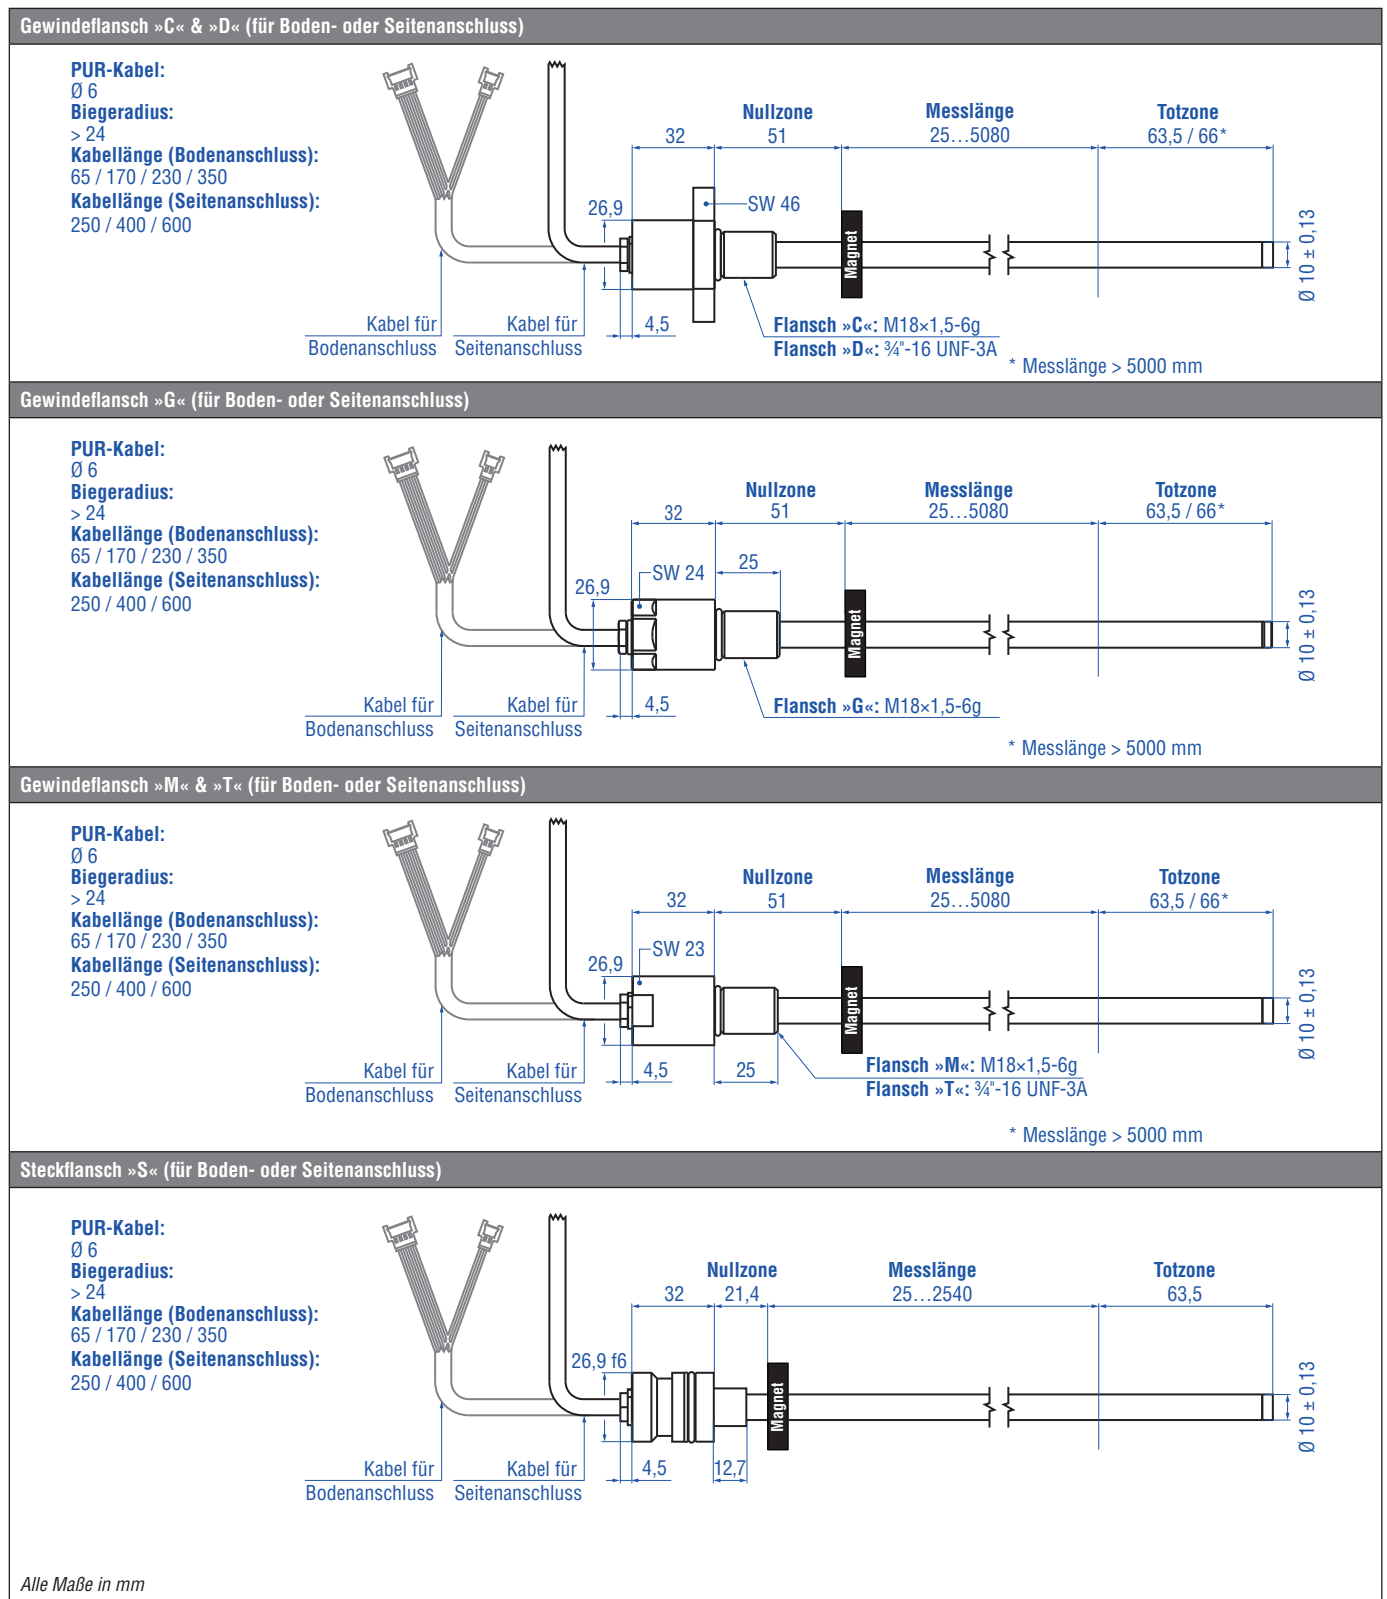 Gewindeflansch »C« & »D« (für Boden- oder Seitenanschluss)
PUR-Kabel:
Ø 6
Biegeradius:
> 24
Kabellänge (Bodenanschluss):
65 / 170 / 230 / 350
Kabellänge (Seitenanschluss):
250 / 400 / 600
Nullzone Messlänge Totzone
32 51 25…5080 63,5 / 66*
26,9 SW 46
Magnet
Ø 10 ± 0,13
Kabel für Bodenanschluss
Kabel für Seitenanschluss
4,5
Flansch »C«: M18×1,5-6g
Flansch »D«: ¾"-16 UNF-3A
* Messlänge > 5000 mm
Gewindeflansch »G« (für Boden- oder Seitenanschluss)
PUR-Kabel:
Ø 6
Biegeradius:
> 24
Kabellänge (Bodenanschluss):
65 / 170 / 230 / 350
Kabellänge (Seitenanschluss):
250 / 400 / 600
Nullzone Messlänge Totzone
32 51 25…5080 63,5 / 66*
26,9 SW 24 25
Magnet
Ø 10 ± 0,13
Kabel für Bodenanschluss
Kabel für Seitenanschluss
4,5
Flansch »G«: M18×1,5-6g
* Messlänge > 5000 mm
Gewindeflansch »M« & »T« (für Boden- oder Seitenanschluss)
PUR-Kabel:
Ø 6
Biegeradius:
> 24
Kabellänge (Bodenanschluss):
65 / 170 / 230 / 350
Kabellänge (Seitenanschluss):
250 / 400 / 600
Nullzone Messlänge Totzone
32 51 25…5080 63,5 / 66*
26,9 SW 23
Magnet
Ø 10 ± 0,13
Kabel für Bodenanschluss
Kabel für Seitenanschluss
4,5 25
Flansch »M«: M18×1,5-6g
Flansch »T«: ¾"-16 UNF-3A
* Messlänge > 5000 mm
Steckflansch »S« (für Boden- oder Seitenanschluss)
PUR-Kabel:
Ø 6
Biegeradius:
> 24
Kabellänge (Bodenanschluss):
65 / 170 / 230 / 350
Kabellänge (Seitenanschluss):
250 / 400 / 600
Nullzone Messlänge Totzone
32 21,4 25…2540 63,5
26,9 f6
Magnet
Ø 10 ± 0,13
Kabel für Bodenanschluss
Kabel für Seitenanschluss
4,5 12,7
Alle Maße in mm